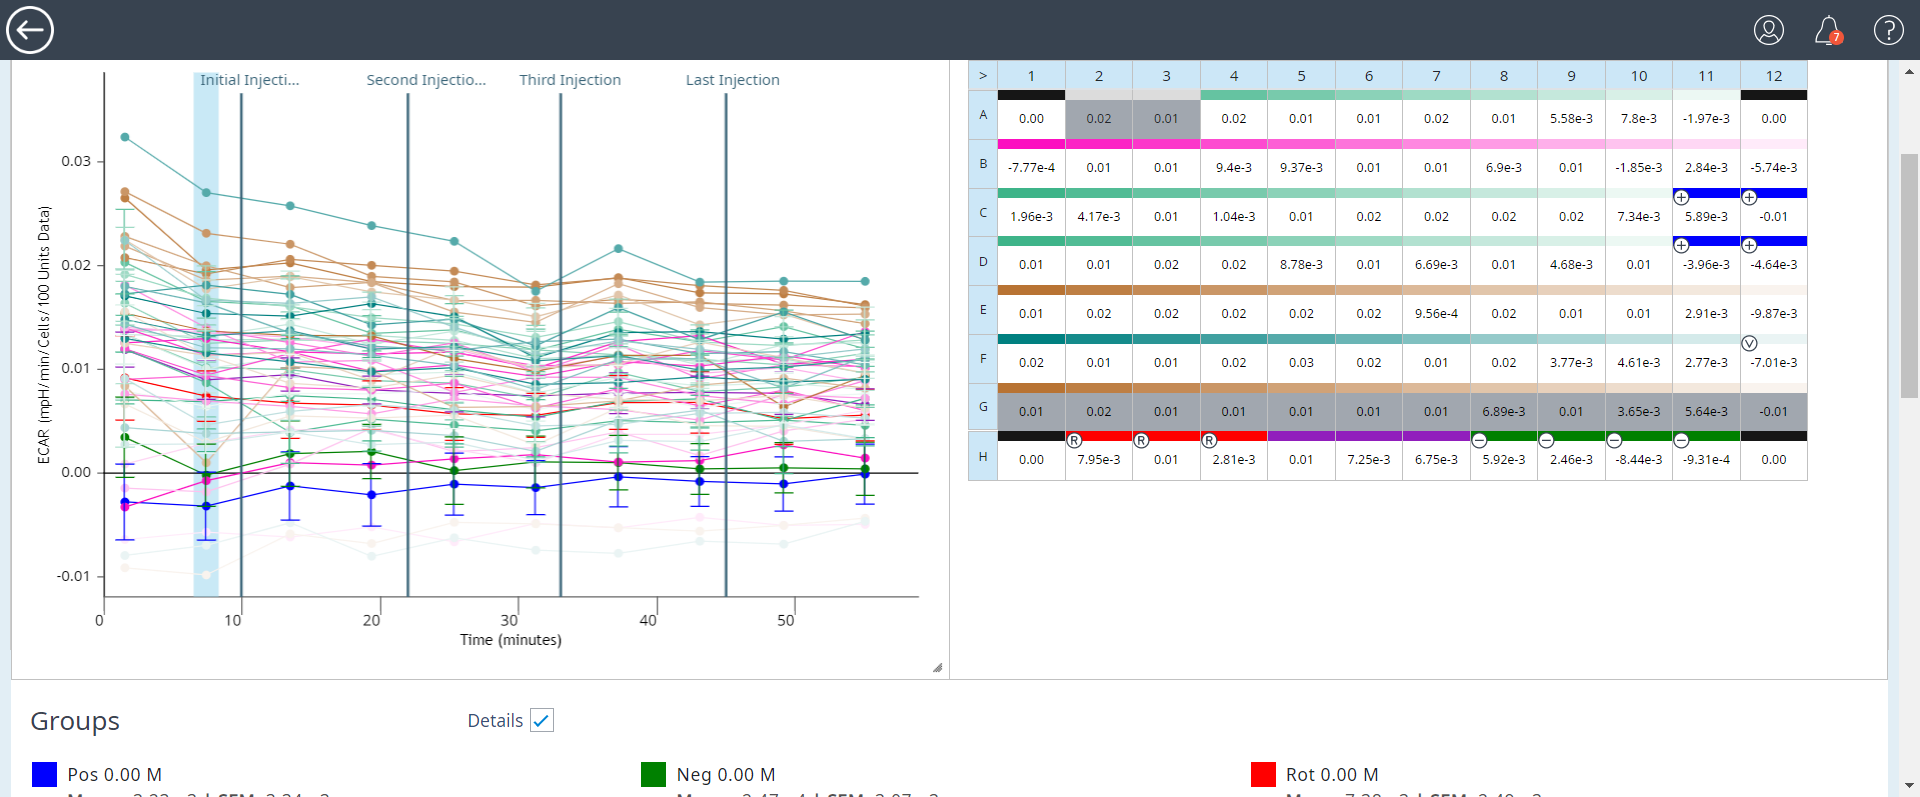 7
?
Initial Injecti...
Second Injectio...
Third Injection
Last Injection
ECAR (mpH/min/Cells/100 Units Data)
0.03
0.02
0.01
0.00
-0.01
0
10
20
30
40
50
Time (minutes)
> 1 2 3 4 5 6 7 8 9 10 11 12
A 0.00 0.02 0.01 0.02 0.01 0.01 0.02 0.01 5.58e-3 7.8e-3 -1.97e-3 0.00
B -7.77e-4 0.01 0.01 9.4e-3 9.37e-3 0.01 0.01 6.9e-3 0.01 -1.85e-3 2.84e-3 -5.74e-3
+ +
C 1.96e-3 4.17e-3 0.01 1.04e-3 0.01 0.02 0.02 0.02 0.02 7.34e-3 5.89e-3 -0.01
+ +
D 0.01 0.01 0.02 0.02 8.78e-3 0.01 6.69e-3 0.01 4.68e-3 0.01 -3.96e-3 -4.64e-3
E 0.01 0.02 0.02 0.02 0.02 0.02 9.56e-4 0.02 0.01 0.01 2.91e-3 -9.87e-3
V
F 0.02 0.01 0.01 0.02 0.03 0.02 0.01 0.02 3.77e-3 4.61e-3 2.77e-3 -7.01e-3
G 0.01 0.02 0.01 0.01 0.01 0.01 0.01 6.89e-3 0.01 3.65e-3 5.64e-3 -0.01
R R R − − − −
H 0.00 7.95e-3 0.01 2.81e-3 0.01 7.25e-3 6.75e-3 5.92e-3 2.46e-3 -8.44e-3 -9.31e-4 0.00
Groups
Details
Pos 0.00 M
Neg 0.00 M
Rot 0.00 M